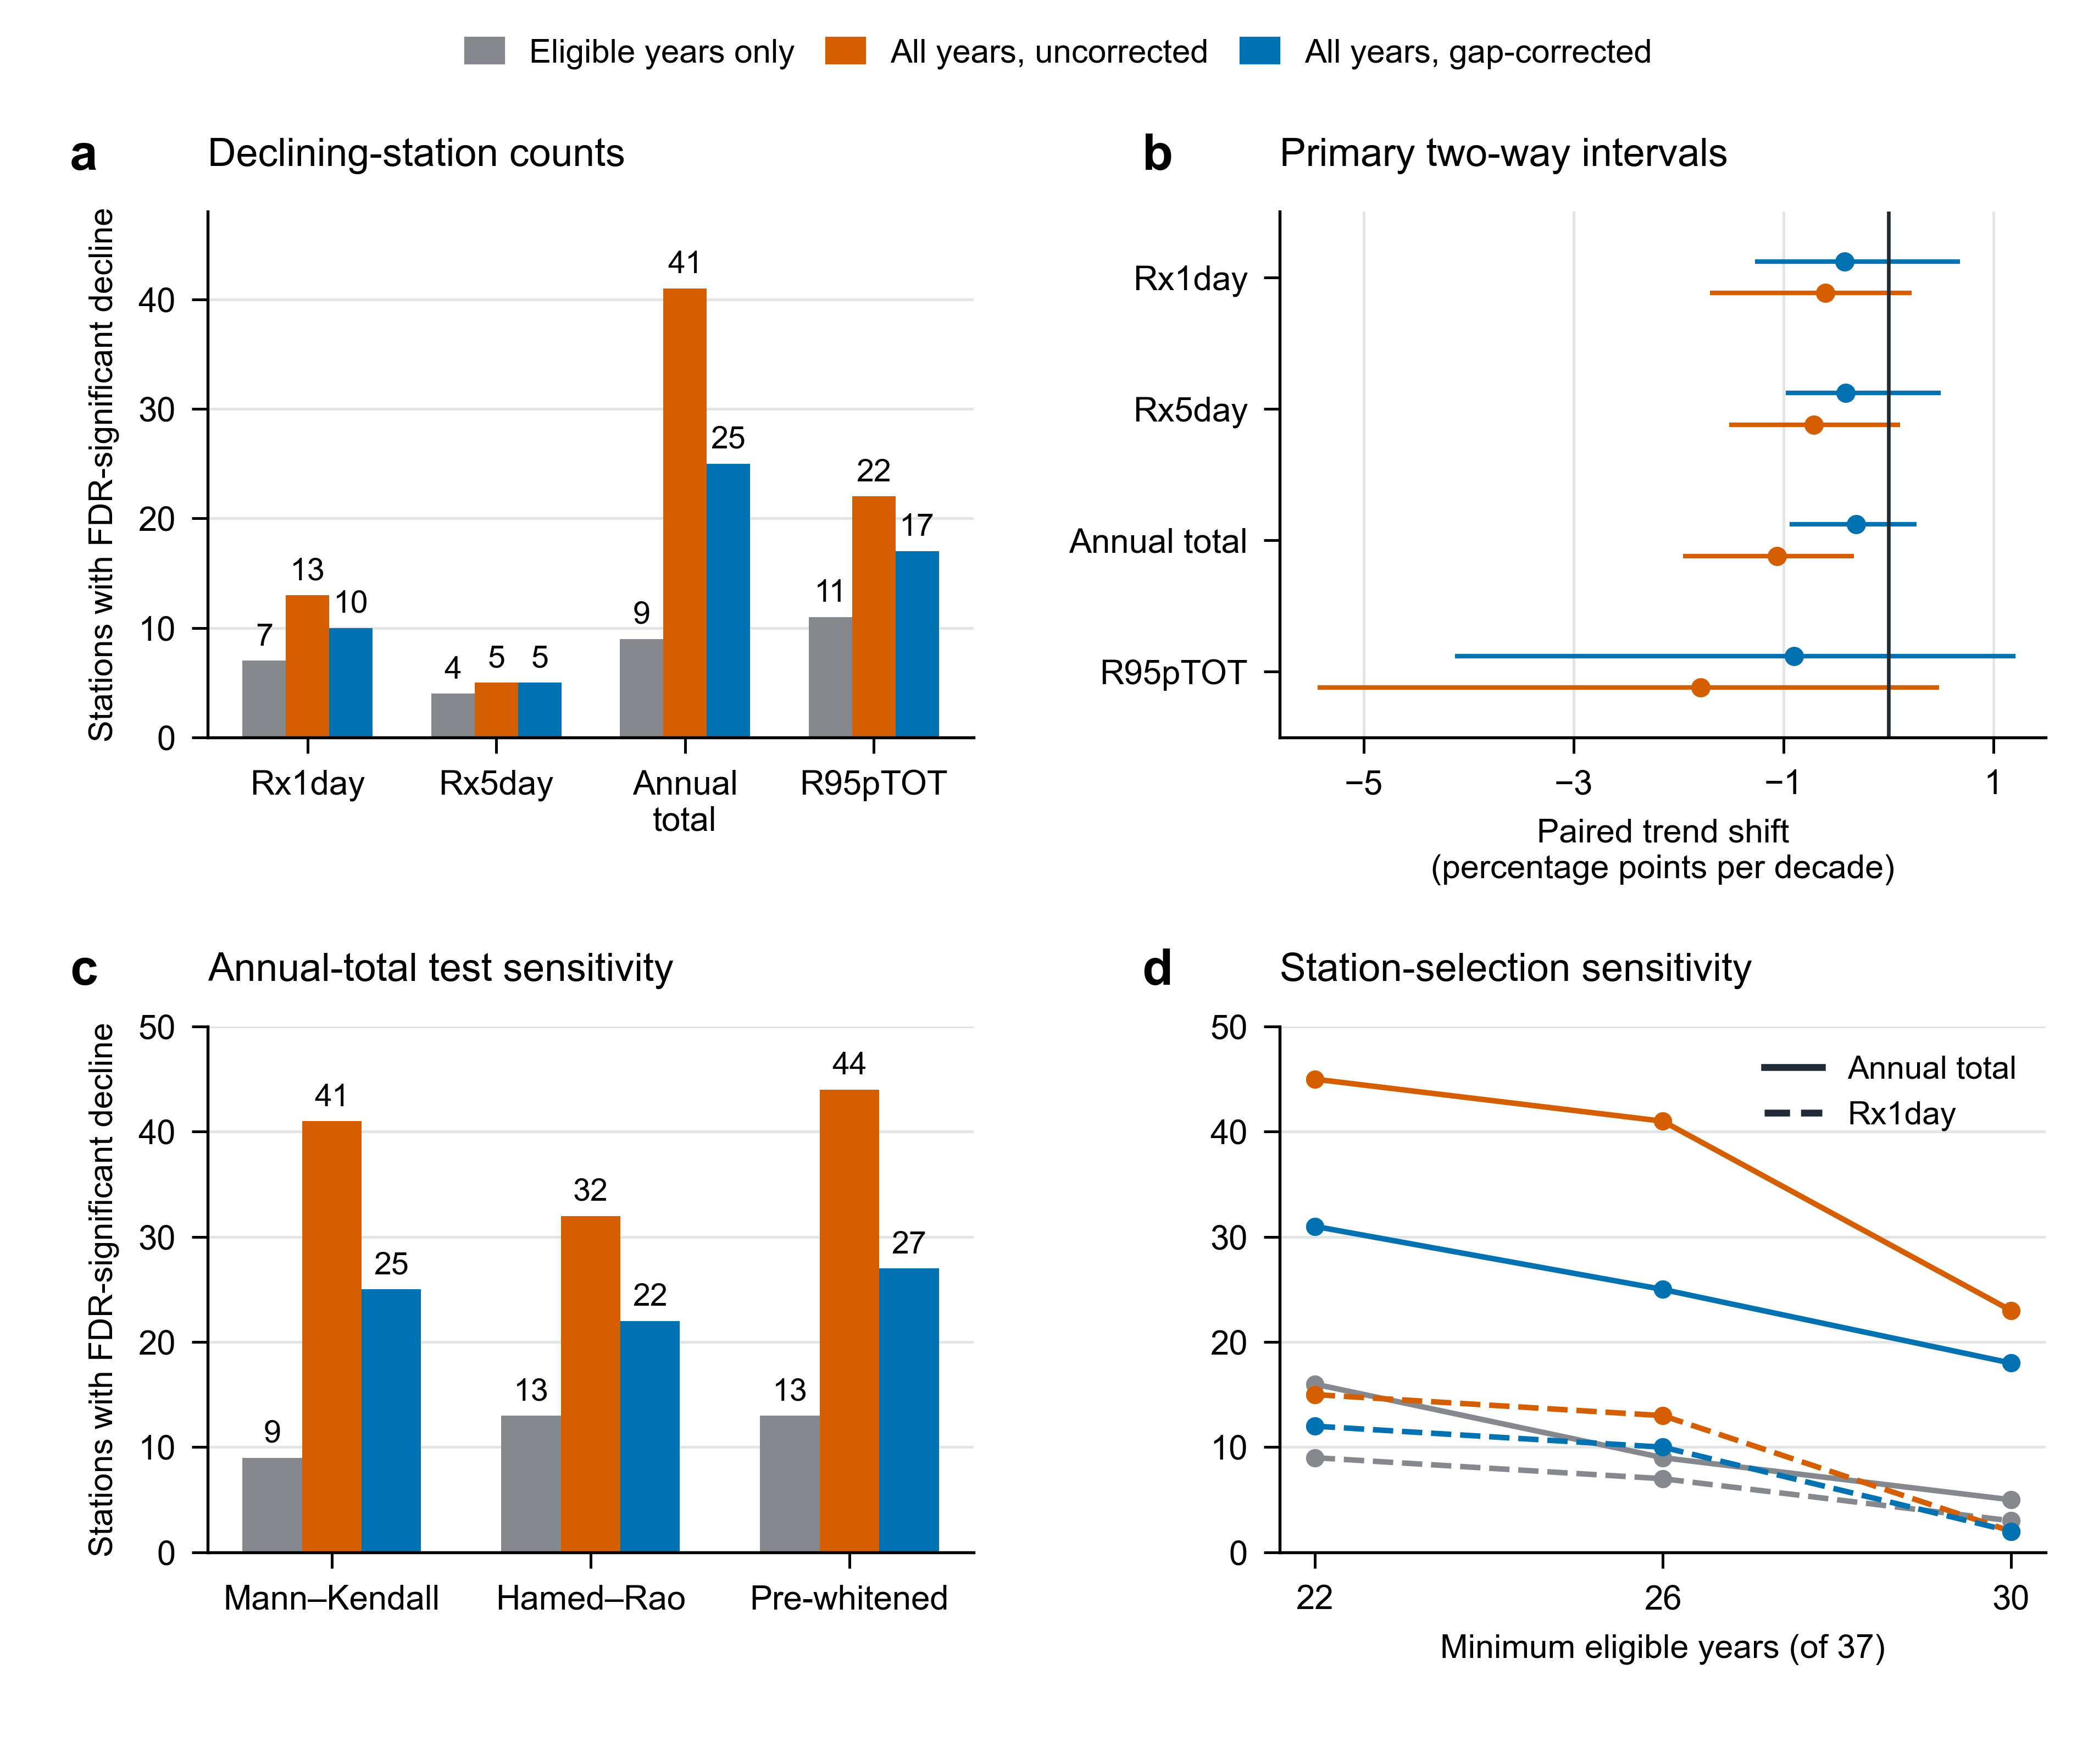 Eligible years only
All years, uncorrected
All years, gap-corrected
a
Declining-station counts
Stations with FDR-significant decline
40
30
20
10
0
7
13
10
4
5
5
9
41
25
11
22
17
Rx1day
Rx5day
Annual
total
R95pTOT
b
Primary two-way intervals
Rx1day
Rx5day
Annual total
R95pTOT
−5
−3
−1
1
Paired trend shift
(percentage points per decade)
c
Annual-total test sensitivity
Stations with FDR-significant decline
50
40
30
20
10
0
9
41
25
13
32
22
13
44
27
Mann–Kendall
Hamed–Rao
Pre-whitened
d
Station-selection sensitivity
50
40
30
20
10
0
Annual total
Rx1day
22
26
30
Minimum eligible years (of 37)